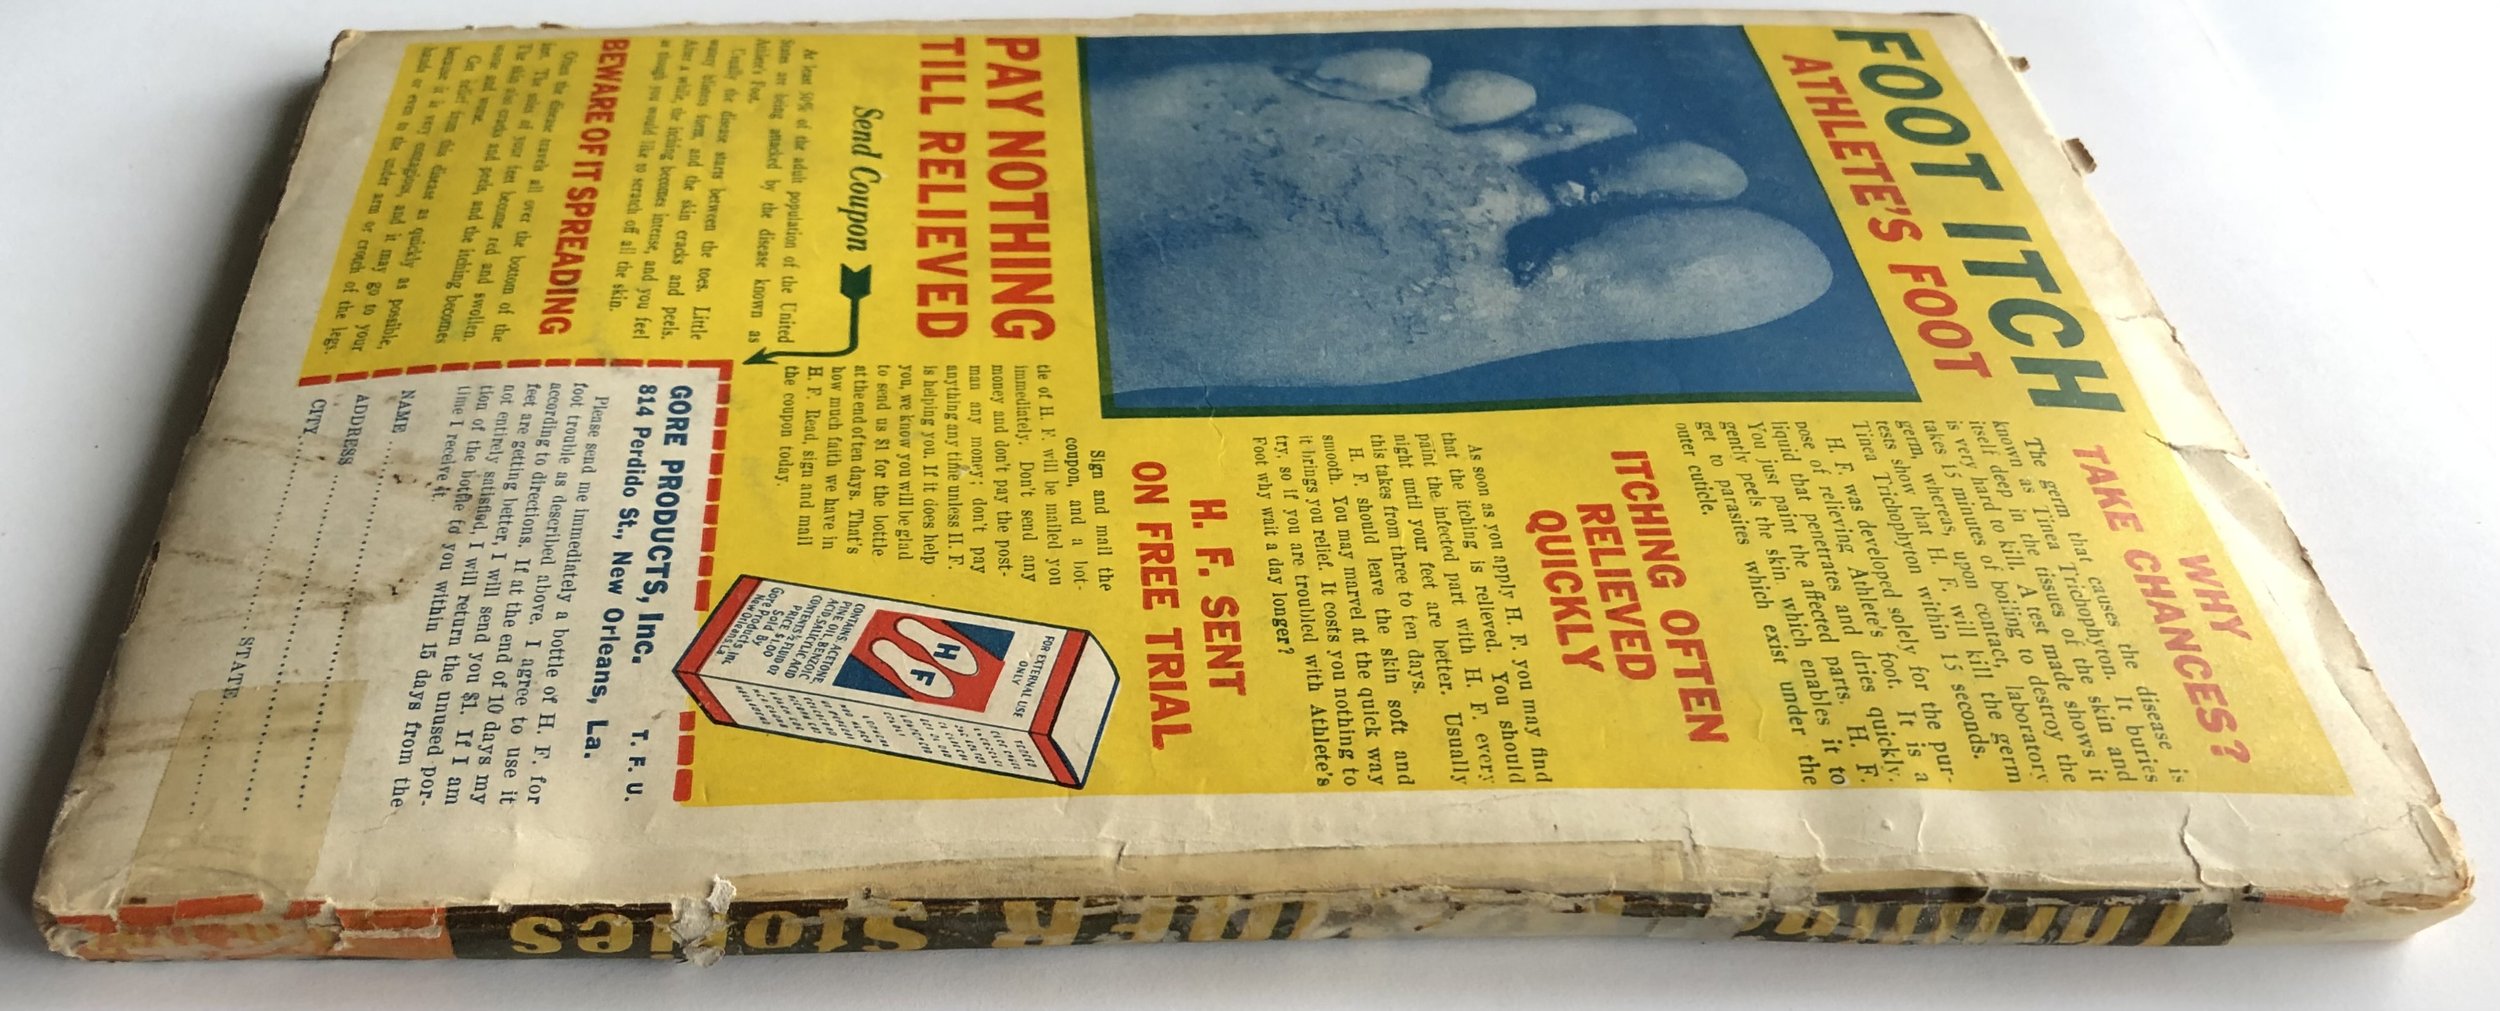 FOOT ITCH
ATHLETE'S FOOT
PAY NOTHING
TILL RELIEVED
Send Coupon
At least 50% of the adult population of the United
States are being attacked by the disease known as
Athlete's Foot.
Usually the disease starts between the toes. Little
watery blisters form, and the skin cracks and peels.
After a while, the itching becomes intense, and you feel
as though you would like to scratch off all the skin.
BEWARE OF IT SPREADING
Often the disease travels all over the bottom of the
feet. The soles of your feet become red and swollen.
The skin also cracks and peels, and the itching becomes
worse and worse.
Get relief from this disease as quickly as possible,
because it is very contagious, and it may go to your
hands or even to the under arm or crotch of the legs.
WHY
TAKE CHANCES?
The germ that causes the disease is
known as Tinea Trichophyton. It buries
itself deep in the tissues of the skin and
is very hard to kill. A test made shows it
takes 15 minutes of boiling to destroy the
germ, whereas, upon contact, laboratory
tests show that H. F. will kill the germ
Tinea Trichophyton within 15 seconds.
H. F. was developed solely for the pur-
pose of relieving Athlete's foot. It is a
liquid that penetrates and dries quickly.
You just paint the affected parts. H. F.
gently peels the skin, which enables it to
get to parasites which exist under the
outer cuticle.
ITCHING OFTEN
RELIEVED
QUICKLY
As soon as you apply H. F. you may find
that the itching is relieved. You should
paint the infected part with H. F. every
night until your feet are better. Usually
this takes from three to ten days.
H. F. should leave the skin soft and
smooth. You may marvel at the quick way
it brings you relief. It costs you nothing to
try, so if you are troubled with Athlete's
Foot why wait a day longer?
H. F. SENT
ON FREE TRIAL
Sign and mail the
coupon, and a bot-
tle of H. F. will be mailed you
immediately. Don't send any
money and don't pay the post-
man any money; don't pay
anything any time unless H. F.
is helping you. If it does help
you, we know you will be glad
to send us $1 for the bottle
at the end of ten days. That's
how much faith we have in
H. F. Read, sign and mail
the coupon today.
FOR EXTERNAL USE
ONLY
H F
CONTAINS, ACETONE,
PINE OIL, BENZOIC
ACID SALICYLIC ACID
PRICE $1.00
Sold By
Gore Products, Inc.
New Orleans, La.
GORE PRODUCTS, Inc. T. F. U.
814 Perdido St., New Orleans, La.
Please send me immediately a bottle of H. F. for
foot trouble as described above. I agree to use it
according to directions. If at the end of 10 days my
feet are getting better, I will send you $1. If I am
not entirely satisfied, I will return the unused por-
tion of the bottle to you within 15 days from the
time I receive it.
NAME
ADDRESS
CITY STATE
Stories